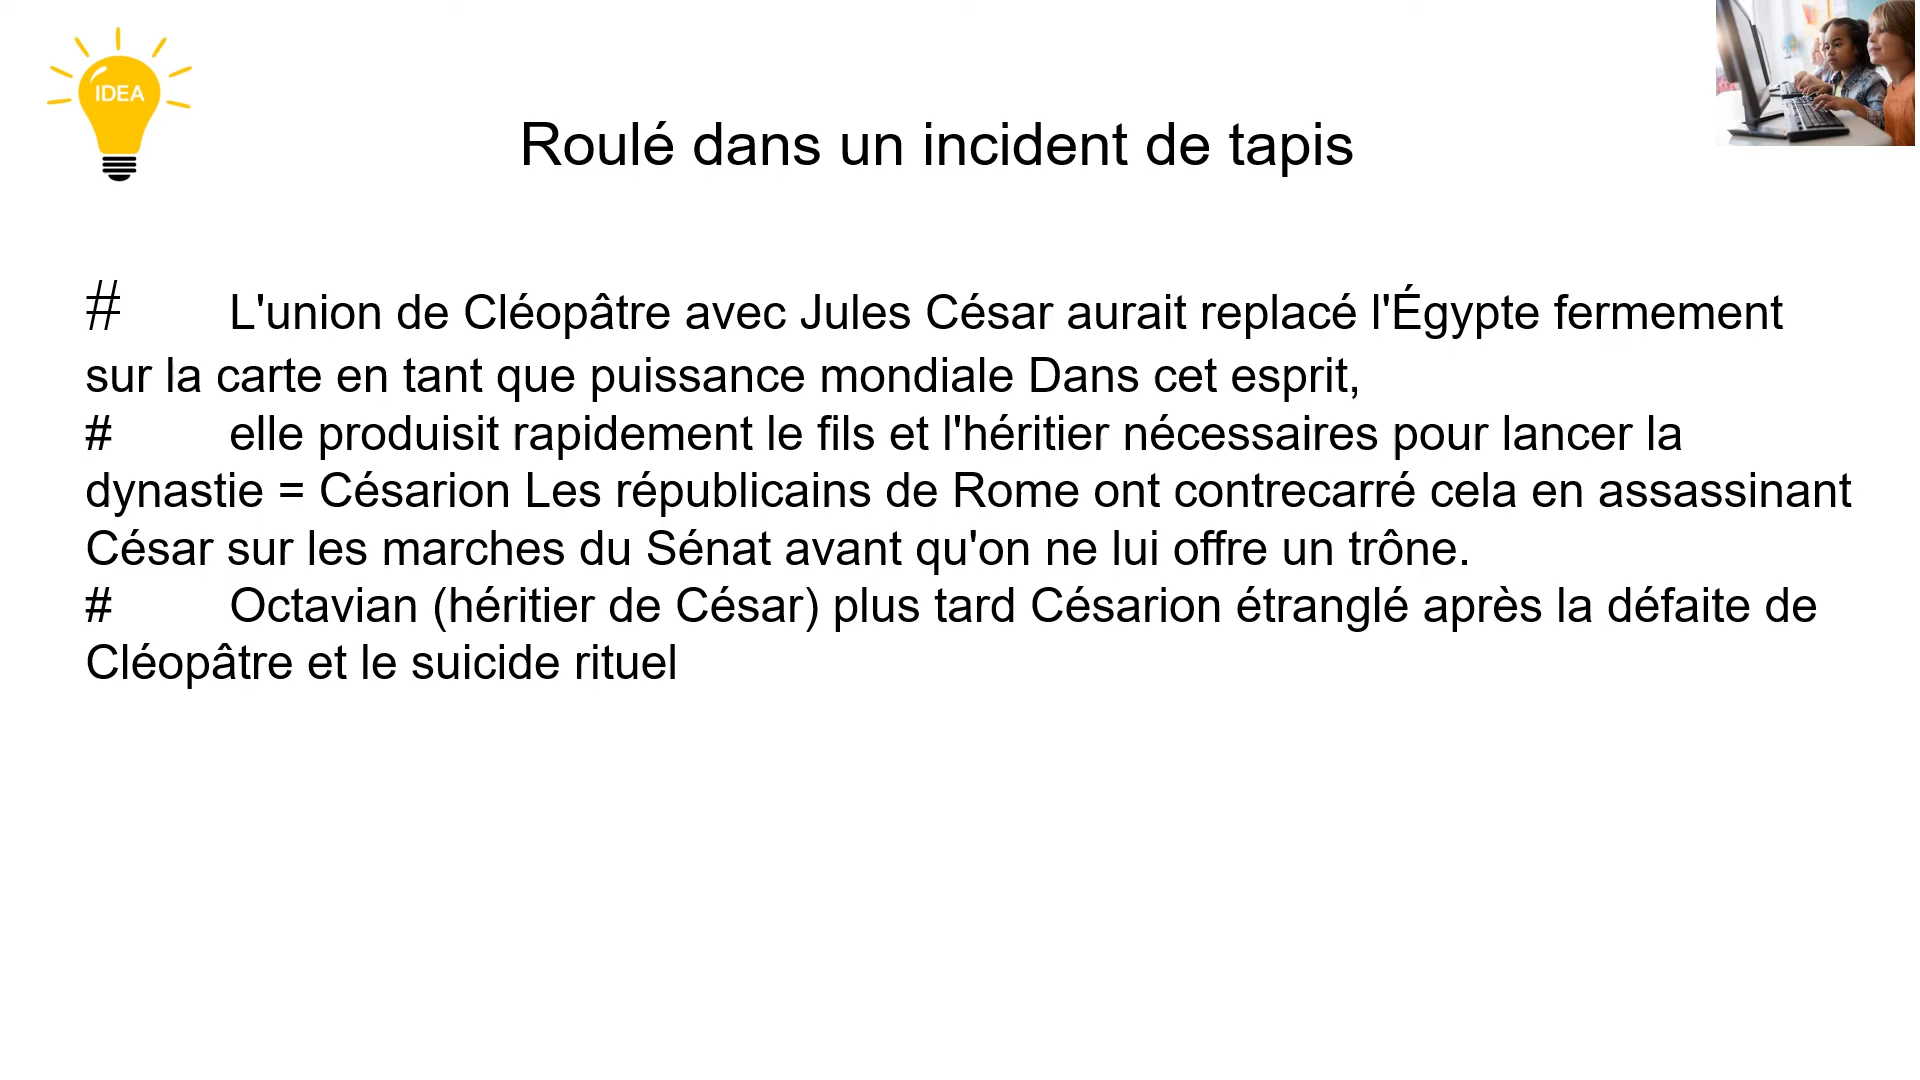 IDEA
Roulé dans un incident de tapis
# L'union de Cléopâtre avec Jules César aurait replacé l'Égypte fermement
sur la carte en tant que puissance mondiale Dans cet esprit,
# elle produisit rapidement le fils et l'héritier nécessaires pour lancer la
dynastie = Césarion Les républicains de Rome ont contrecarré cela en assassinant
César sur les marches du Sénat avant qu'on ne lui offre un trône.
# Octavian (héritier de César) plus tard Césarion étranglé après la défaite de
Cléopâtre et le suicide rituel